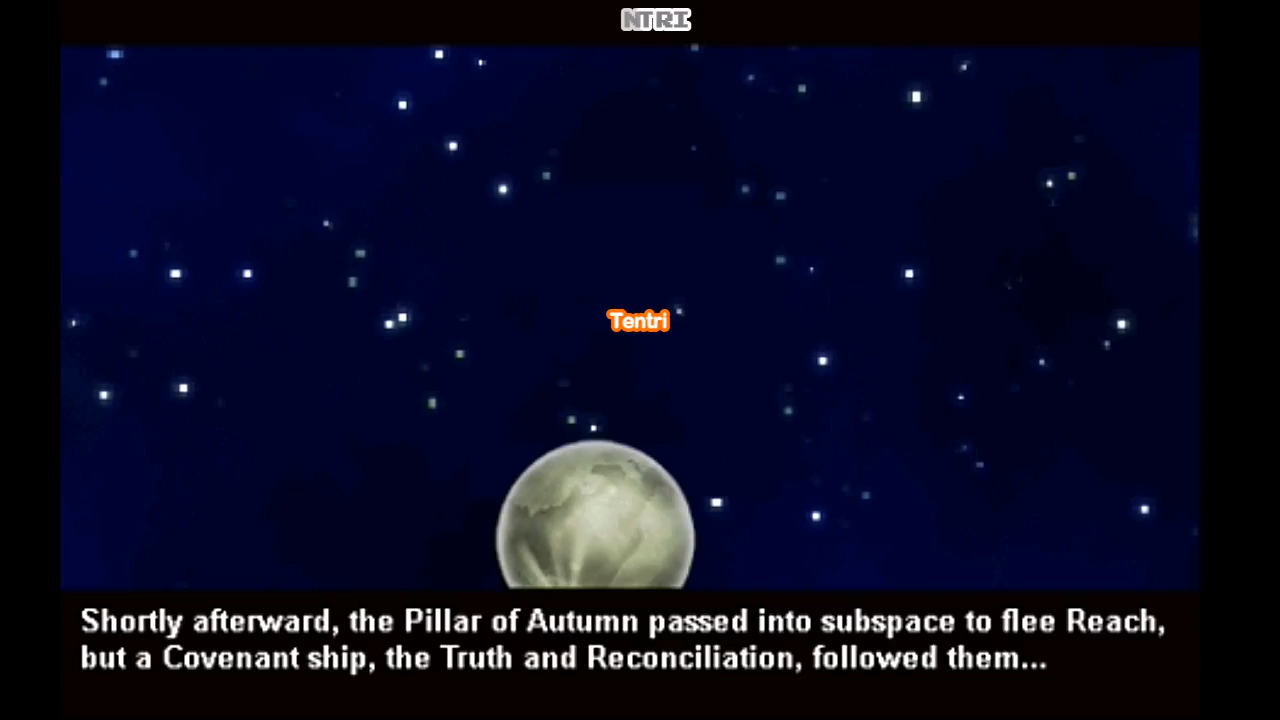 NTRI
Tentri
Shortly afterward, the Pillar of Autumn passed into subspace to flee Reach,
but a Covenant ship, the Truth and Reconciliation, followed them...